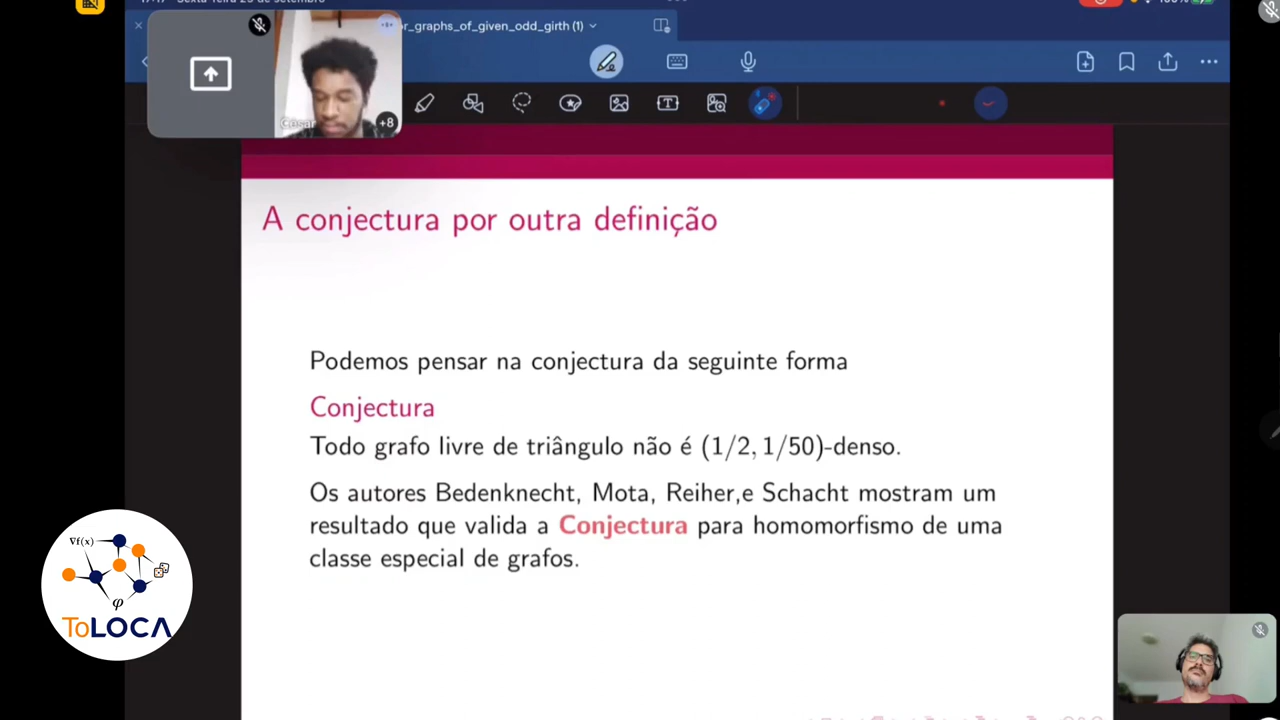 or_graphs_of_given_odd_girth (1)
César
+8
A conjectura por outra definição
Podemos pensar na conjectura da seguinte forma
Conjectura
Todo grafo livre de triângulo não é (1/2, 1/50)-denso.
Os autores Bedenknecht, Mota, Reiher,e Schacht mostram um
resultado que valida a Conjectura para homomorfismo de uma
classe especial de grafos.
∇f(x)
φ
ToLOCA